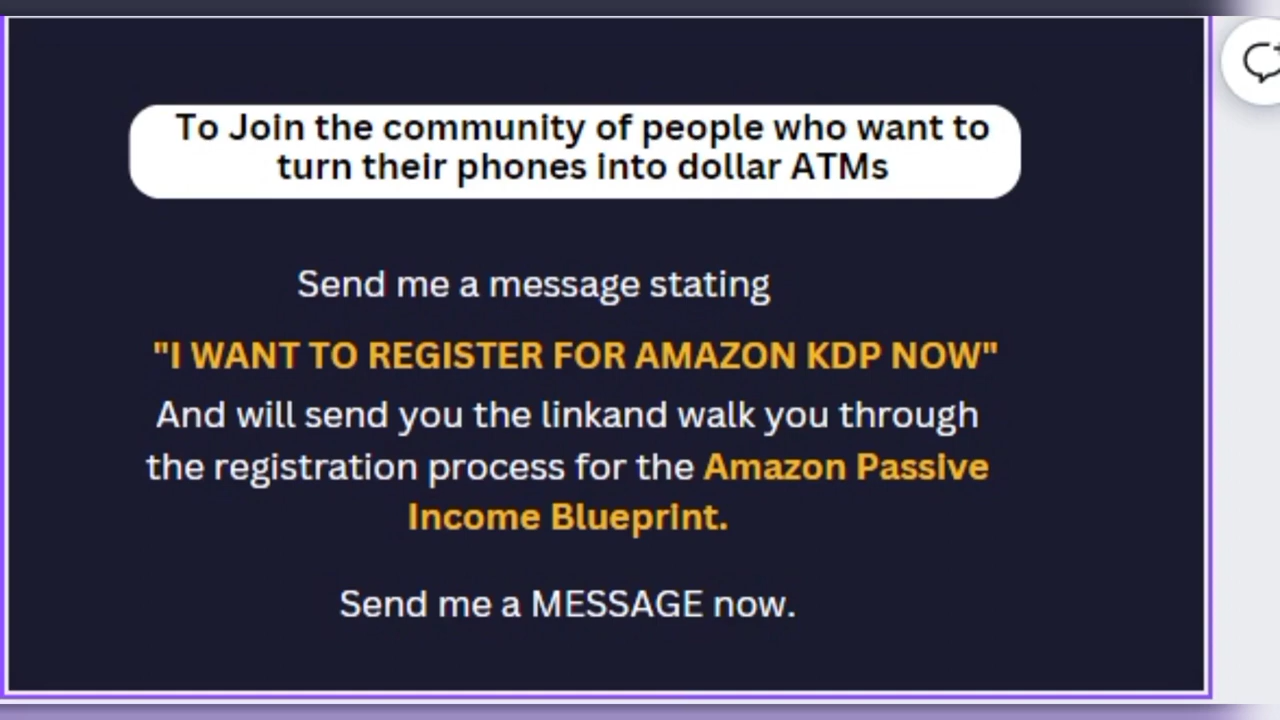 To Join the community of people who want to
turn their phones into dollar ATMs
Send me a message stating
"I WANT TO REGISTER FOR AMAZON KDP NOW"
And will send you the linkand walk you through
the registration process for the Amazon Passive
Income Blueprint.
Send me a MESSAGE now.